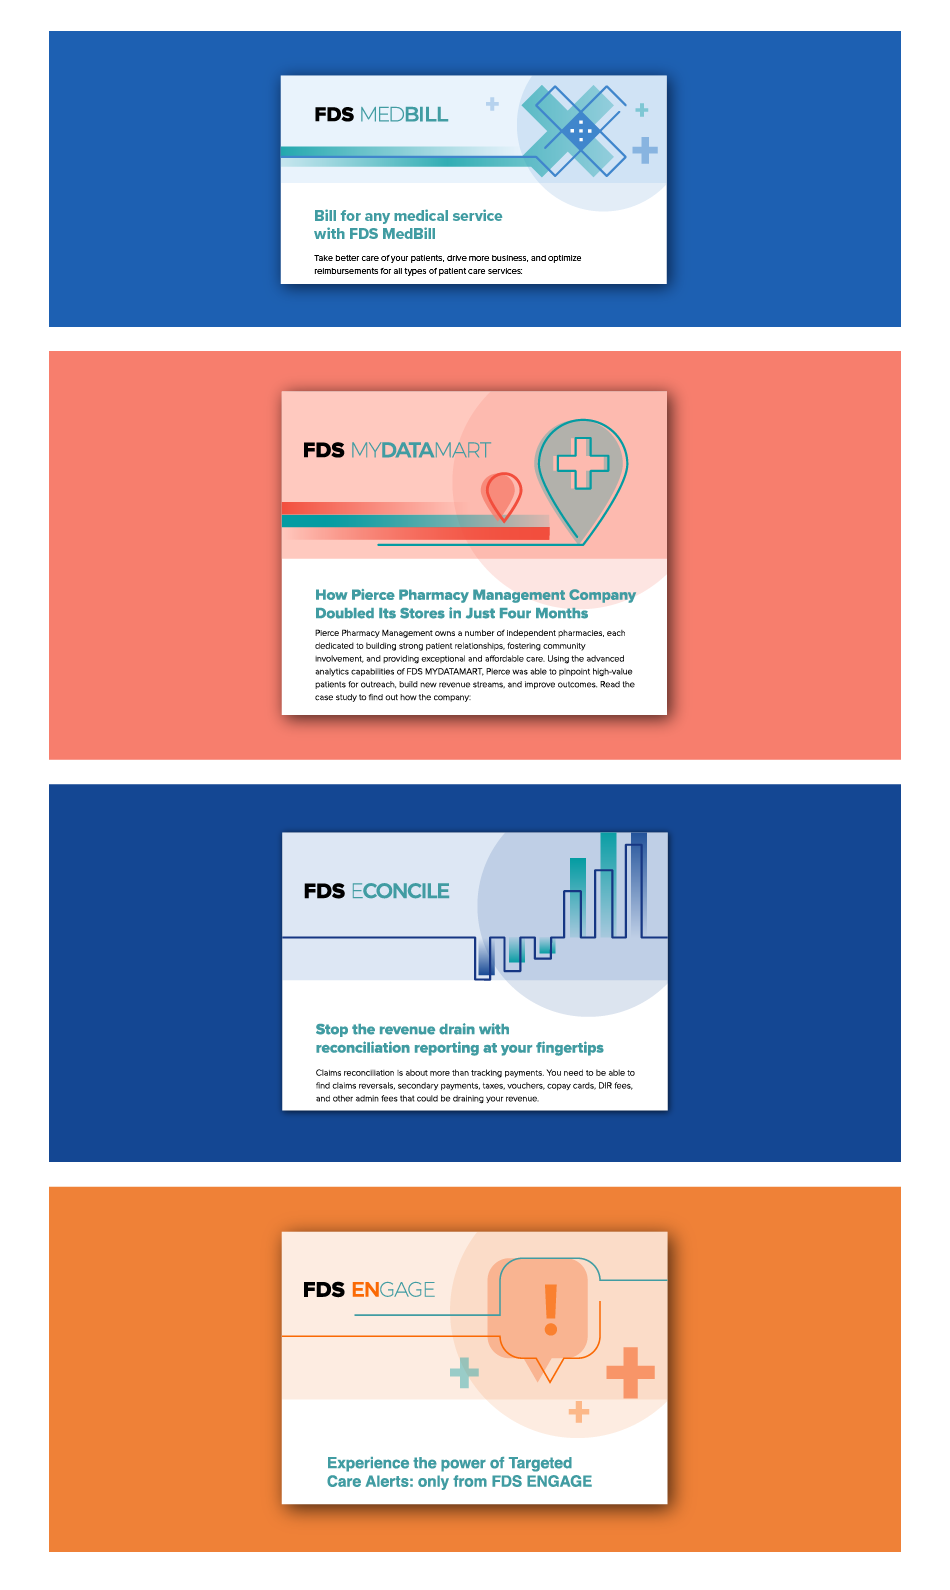 FDS MEDBILL
Bill for any medical service
with FDS MedBill
Take better care of your patients, drive more business, and optimize
reimbursements for all types of patient care services:
FDS MYDATAMART
How Pierce Pharmacy Management Company
Doubled Its Stores in Just Four Months
Pierce Pharmacy Management owns a number of independent pharmacies, each
dedicated to building strong patient relationships, fostering community
involvement, and providing exceptional and affordable care. Using the advanced
analytics capabilities of FDS MYDATAMART, Pierce was able to pinpoint high-value
patients for outreach, build new revenue streams, and improve outcomes. Read the
case study to find out how the company:
FDS ECONCILE
Stop the revenue drain with
reconciliation reporting at your fingertips
Claims reconciliation is about more than tracking payments. You need to be able to
find claims reversals, secondary payments, taxes, vouchers, copay cards, DIR fees,
and other admin fees that could be draining your revenue.
FDS ENGAGE
!
Experience the power of Targeted
Care Alerts: only from FDS ENGAGE